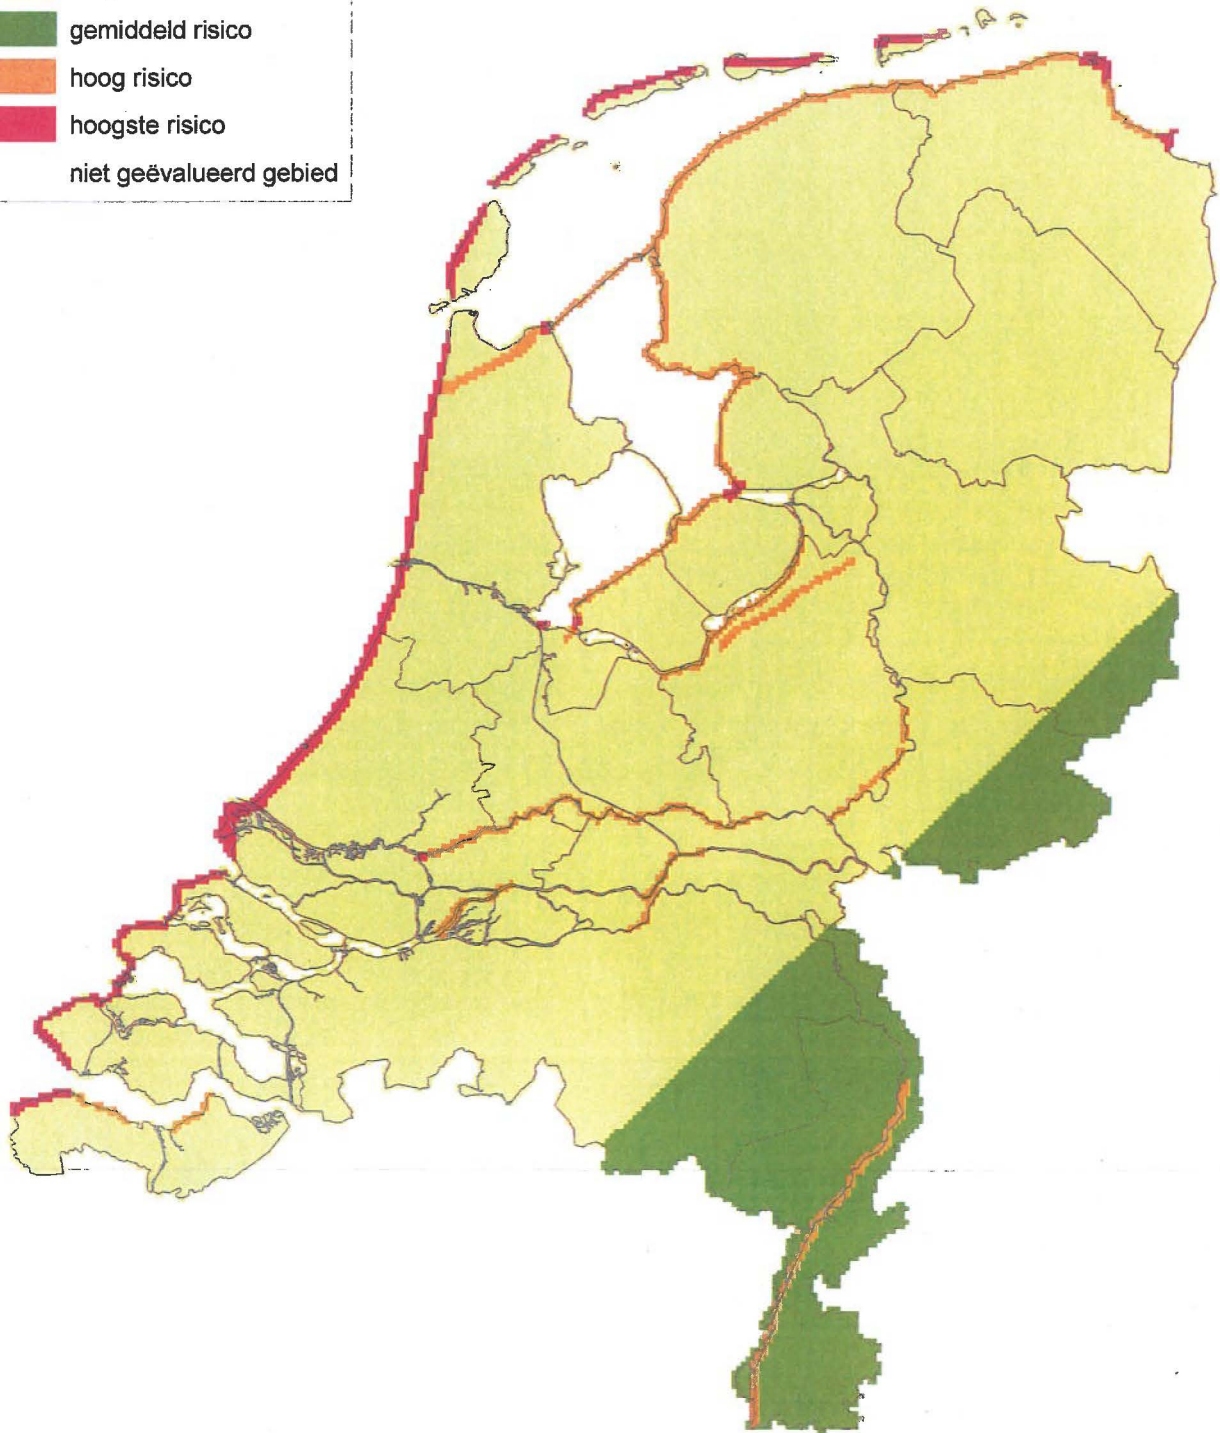 gemiddeld risico
hoog risico
hoogste risico
niet geëvalueerd gebied